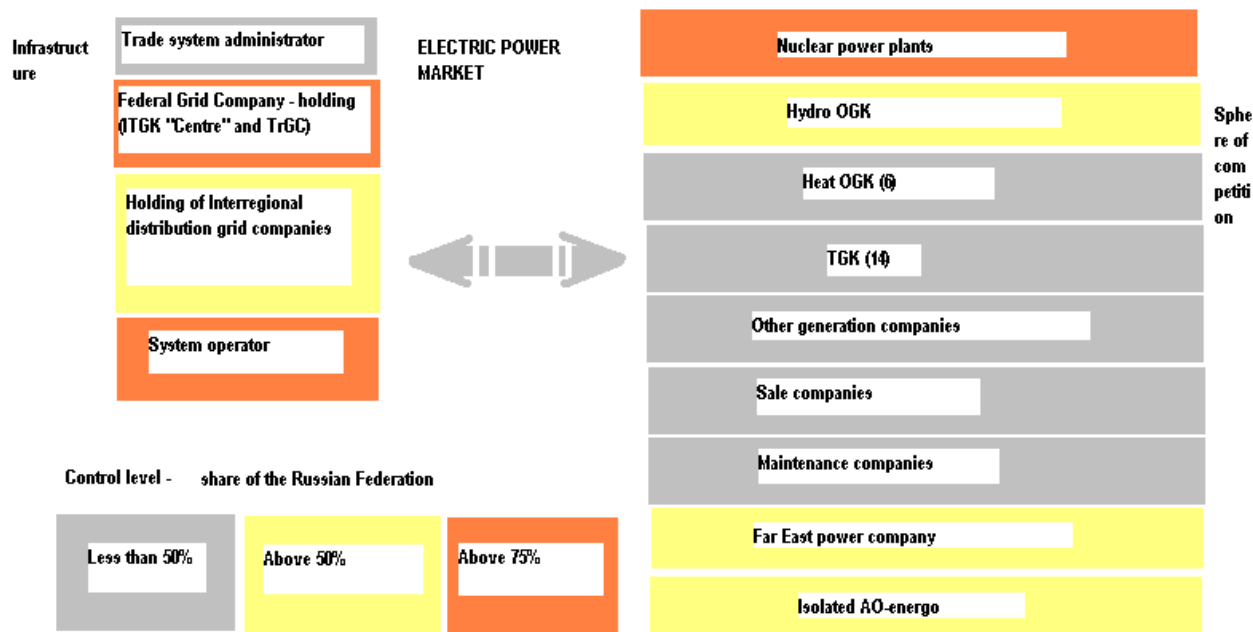 Infrastruct
ure
Trade system administrator
Federal Grid Company - holding
(ITGK "Centre" and TrGC)
Holding of Interregional
distribution grid companies
System operator
ELECTRIC POWER
MARKET
Nuclear power plants
Hydro OGK
Heat OGK (6)
TGK (14)
Other generation companies
Sale companies
Maintenance companies
Far East power company
Isolated AO-energo
Sphe
re of
com
petiti
on
Control level - share of the Russian Federation
Less than 50%
Above 50%
Above 75%